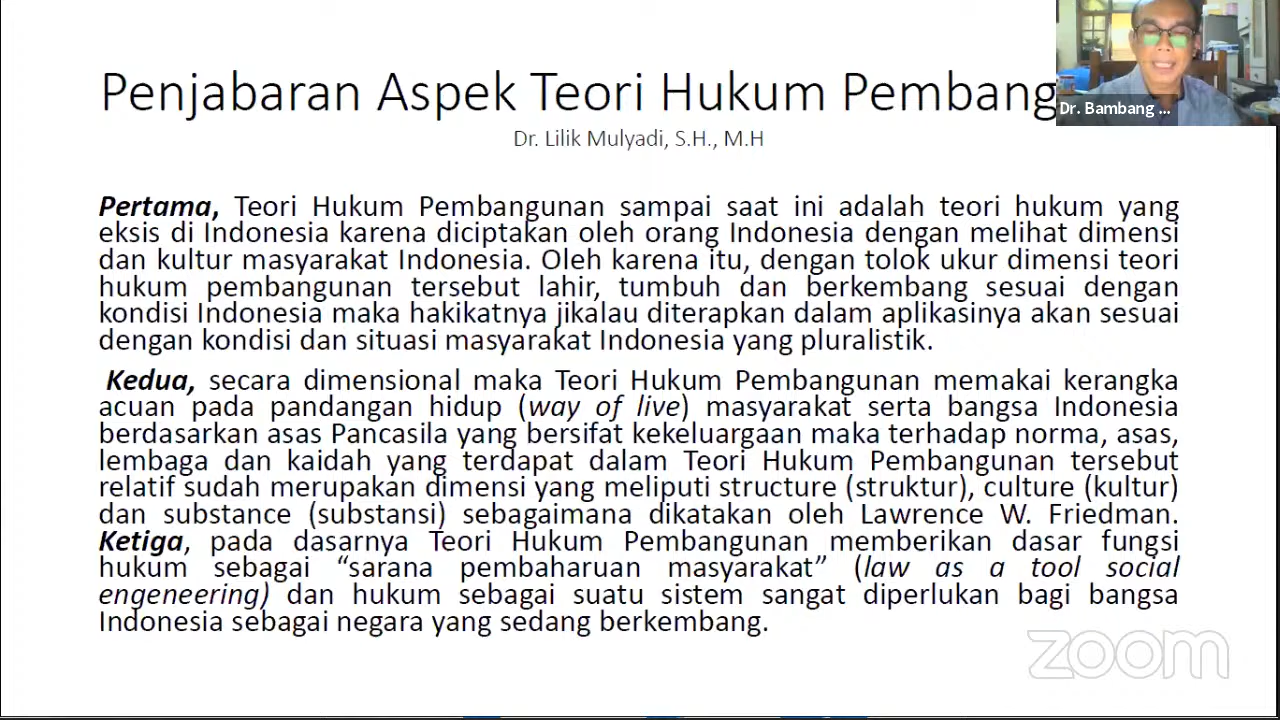 Penjabaran Aspek Teori Hukum Pembang
Dr. Bambang ...
Dr. Lilik Mulyadi, S.H., M.H
Pertama, Teori Hukum Pembangunan sampai saat ini adalah teori hukum yang
eksis di Indonesia karena diciptakan oleh orang Indonesia dengan melihat dimensi
dan kultur masyarakat Indonesia. Oleh karena itu, dengan tolok ukur dimensi teori
hukum pembangunan tersebut lahir, tumbuh dan berkembang sesuai dengan
kondisi Indonesia maka hakikatnya jikalau diterapkan dalam aplikasinya akan sesuai
dengan kondisi dan situasi masyarakat Indonesia yang pluralistik.
Kedua, secara dimensional maka Teori Hukum Pembangunan memakai kerangka
acuan pada pandangan hidup (way of live) masyarakat serta bangsa Indonesia
berdasarkan asas Pancasila yang bersifat kekeluargaan maka terhadap norma, asas,
lembaga dan kaidah yang terdapat dalam Teori Hukum Pembangunan tersebut
relatif sudah merupakan dimensi yang meliputi structure (struktur), culture (kultur)
dan substance (substansi) sebagaimana dikatakan oleh Lawrence W. Friedman.
Ketiga, pada dasarnya Teori Hukum Pembangunan memberikan dasar fungsi
hukum sebagai “sarana pembaharuan masyarakat” (law as a tool social
engeneering) dan hukum sebagai suatu sistem sangat diperlukan bagi bangsa
Indonesia sebagai negara yang sedang berkembang.
zoom